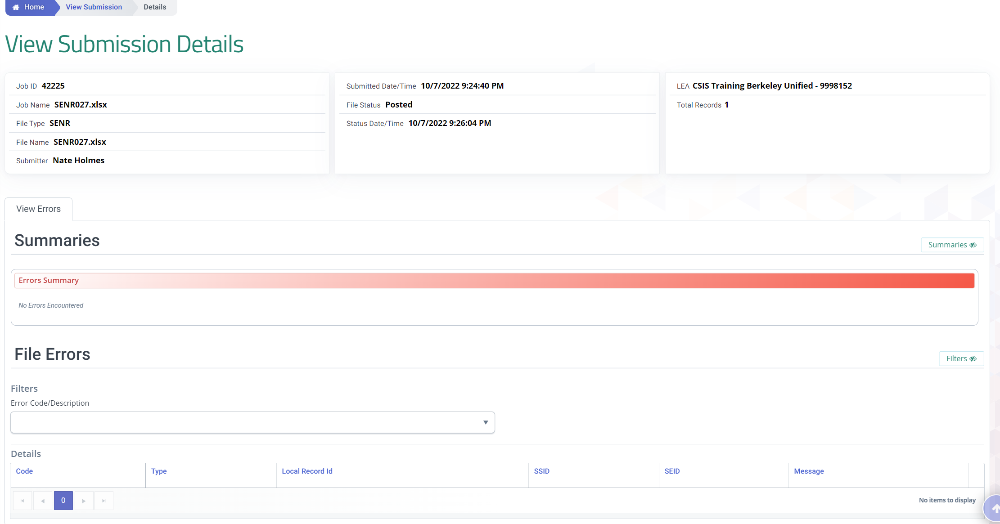 Home View Submission Details
View Submission Details
Job ID 42225
Job Name SENR027.xlsx
File Type SENR
File Name SENR027.xlsx
Submitter Nate Holmes
Submitted Date/Time 10/7/2022 9:24:40 PM
File Status Posted
Status Date/Time 10/7/2022 9:26:04 PM
LEA CSIS Training Berkeley Unified - 9998152
Total Records 1
View Errors
Summaries
Summaries
Errors Summary
No Errors Encountered
File Errors
Filters
Filters
Error Code/Description
Details
Code Type Local Record Id SSID SEID Message
0
No items to display